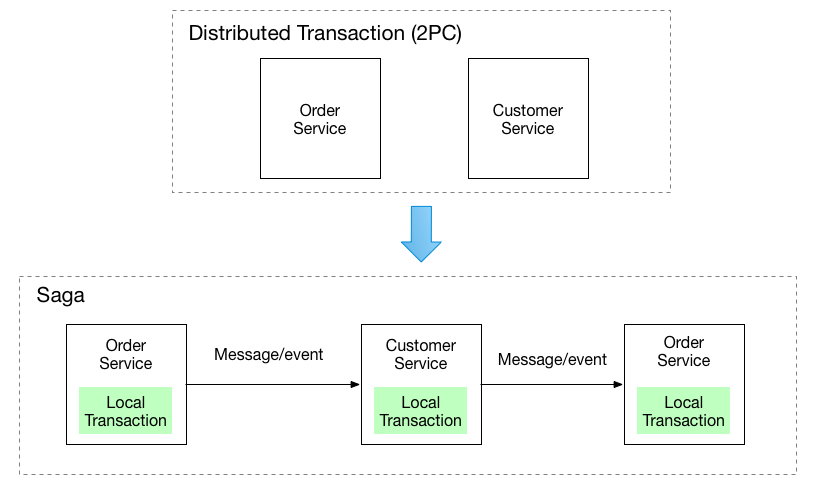 Distributed Transaction (2PC)
Order
Service
Customer
Service
Saga
Order
Service
Local
Transaction
Message/event
Customer
Service
Local
Transaction
Message/event
Order
Service
Local
Transaction